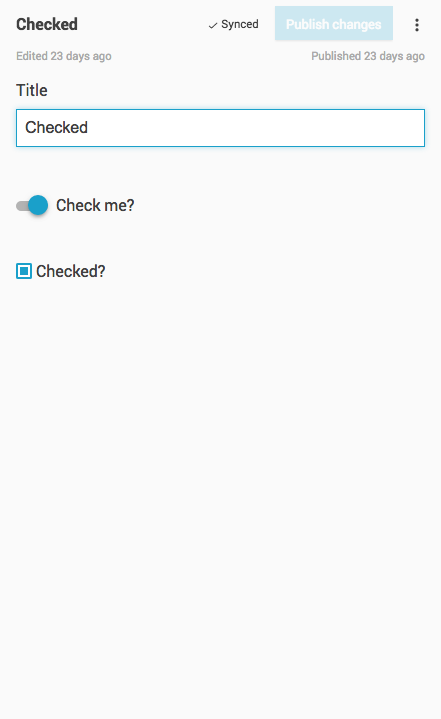 Checked
Synced
Publish changes
Edited 23 days ago
Published 23 days ago
Title
Checked
Check me?
Checked?